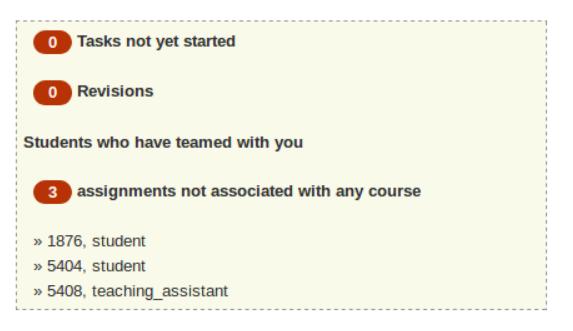 0 Tasks not yet started
0 Revisions
Students who have teamed with you
3 assignments not associated with any course
» 1876, student
» 5404, student
» 5408, teaching_assistant